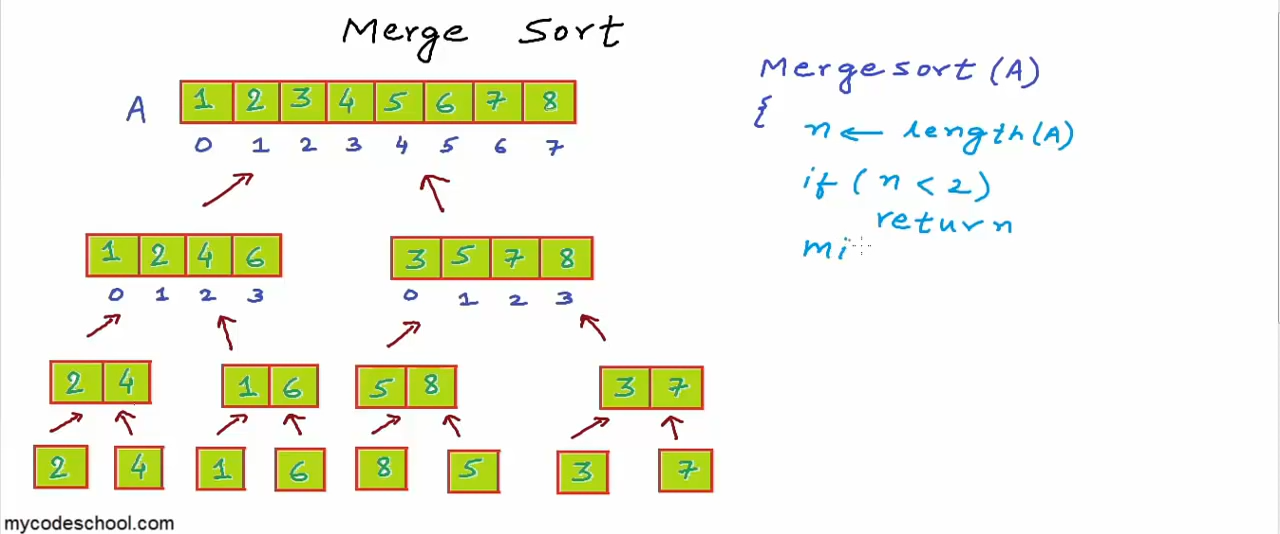 Merge Sort
A 1 2 3 4 5 6 7 8
0 1 2 3 4 5 6 7
1 2 4 6
0 1 2 3
3 5 7 8
0 1 2 3
2 4
1 6
5 8
3 7
2 4 1 6 8 5 3 7
Mergesort (A)
{
n ← length(A)
if ( n < 2 )
return n
mi
mycodeschool.com